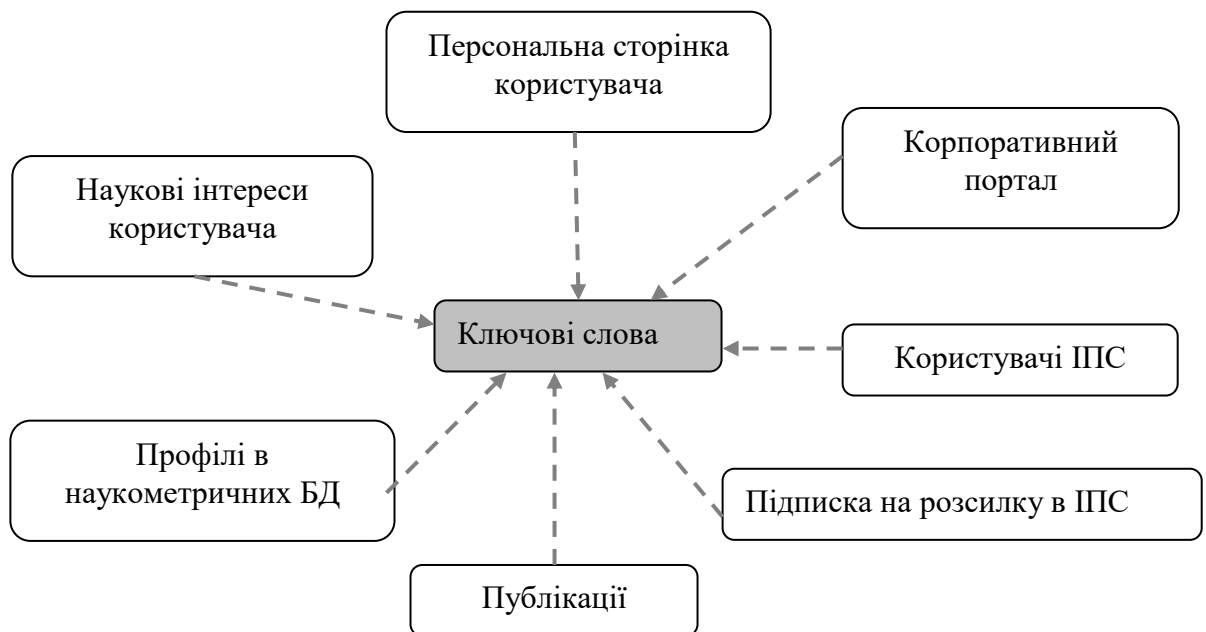 Персональна сторінка
користувача
Корпоративний
портал
Наукові інтереси
користувача
Ключові слова
Користувачі ІПС
Профілі в
наукометричних БД
Підписка на розсилку в ІПС
Публікації